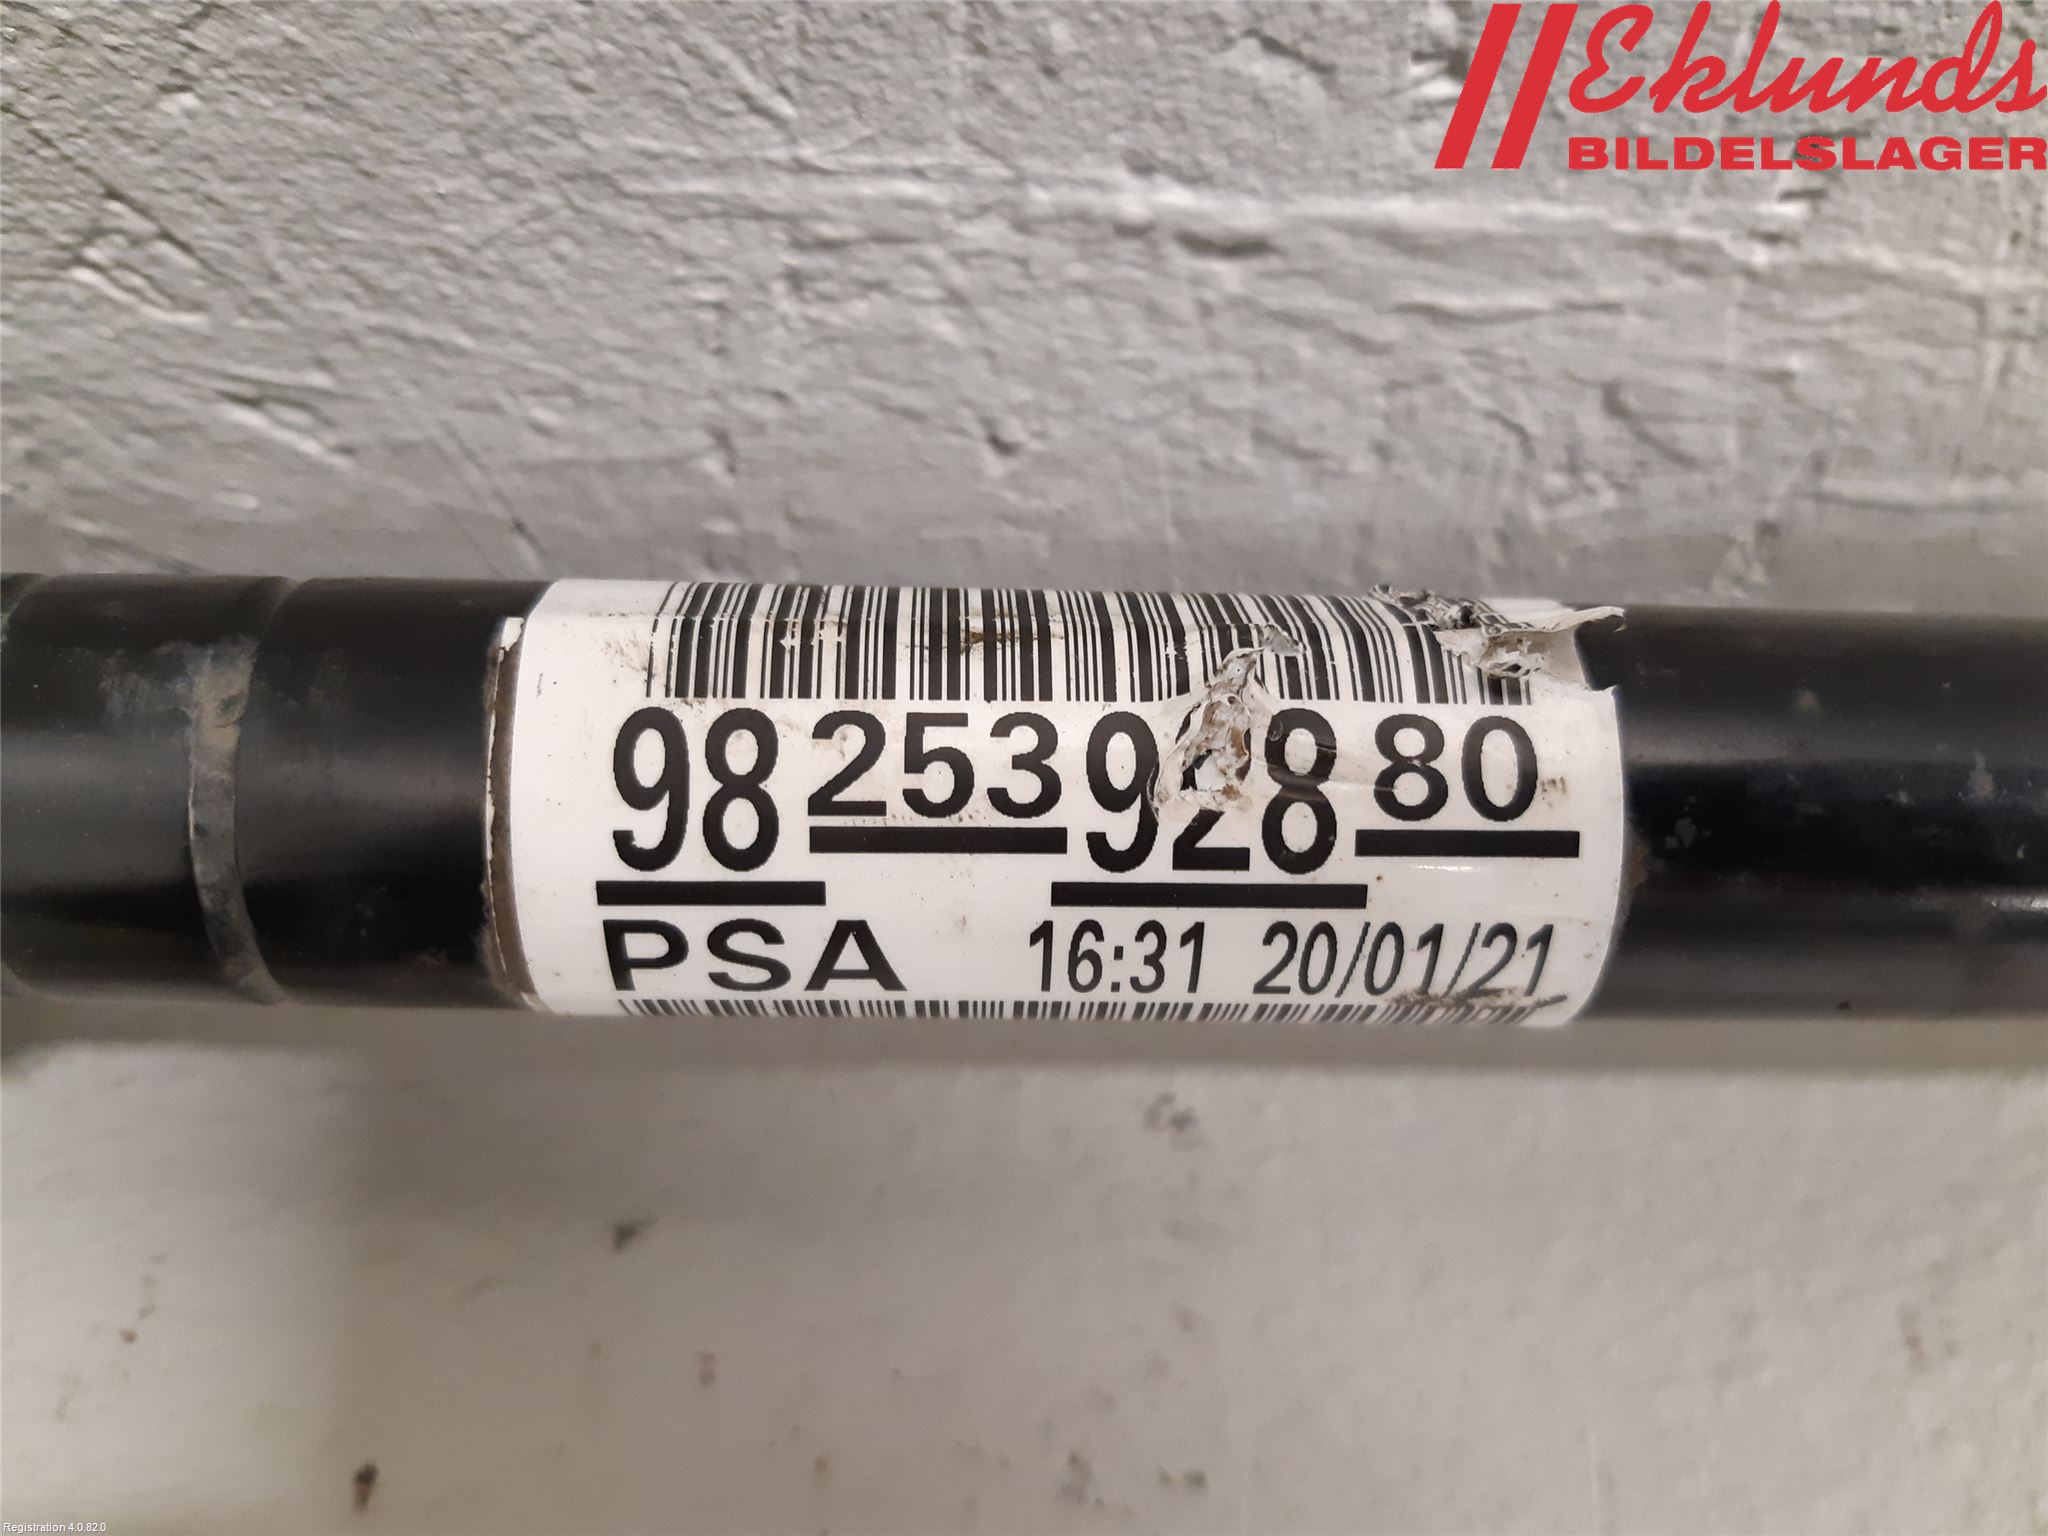 Eklunds
BILDELSLAGER
98 253 928 80
PSA 16:31 20/01/21
Registration 4.0.82.0